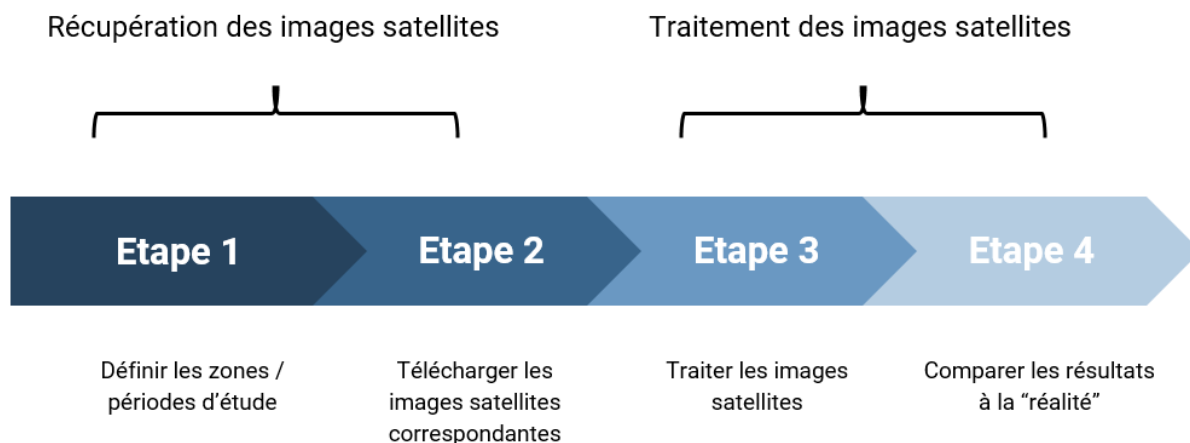 Récupération des images satellites
Traitement des images satellites
Etape 1
Etape 2
Etape 3
Etape 4
Définir les zones /
périodes d’étude
Télécharger les
images satellites
correspondantes
Traiter les images
satellites
Comparer les résultats
à la “réalité”